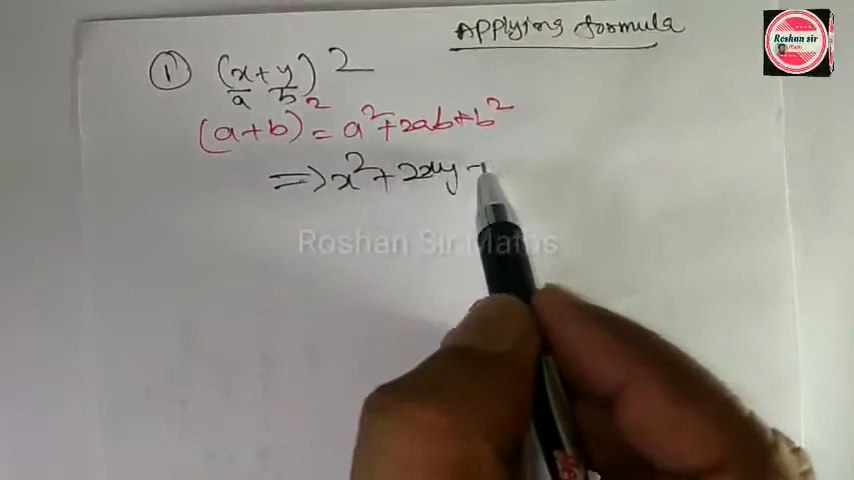 Applying formula
Roshan sir
① (x+y)²
a b
(a+b)² = a²+2ab+b²
=> x²+2xy+
Roshan Sir Maths